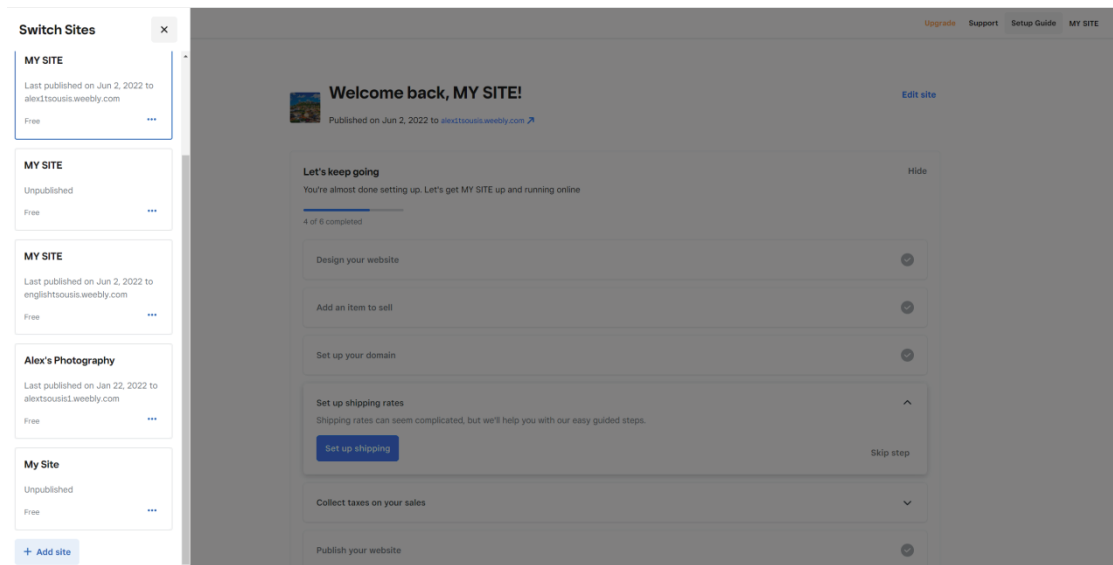 Switch Sites
MY SITE
Last published on Jun 2, 2022 to
alex1tsousis.weebly.com
Free
MY SITE
Unpublished
Free
MY SITE
Last published on Jun 2, 2022 to
englishtsousis.weebly.com
Free
Alex's Photography
Last published on Jan 22, 2022 to
alextsousis1.weebly.com
Free
My Site
Unpublished
Free
+ Add site
Upgrade Support Setup Guide MY SITE
Welcome back, MY SITE!
Edit site
Published on Jun 2, 2022 to alex1tsousis.weebly.com
Let's keep going
Hide
You're almost done setting up. Let's get MY SITE up and running online
4 of 6 completed
Design your website
Add an item to sell
Set up your domain
Set up shipping rates
Shipping rates can seem complicated, but we'll help you with our easy guided steps.
Set up shipping
Skip step
Collect taxes on your sales
Publish your website